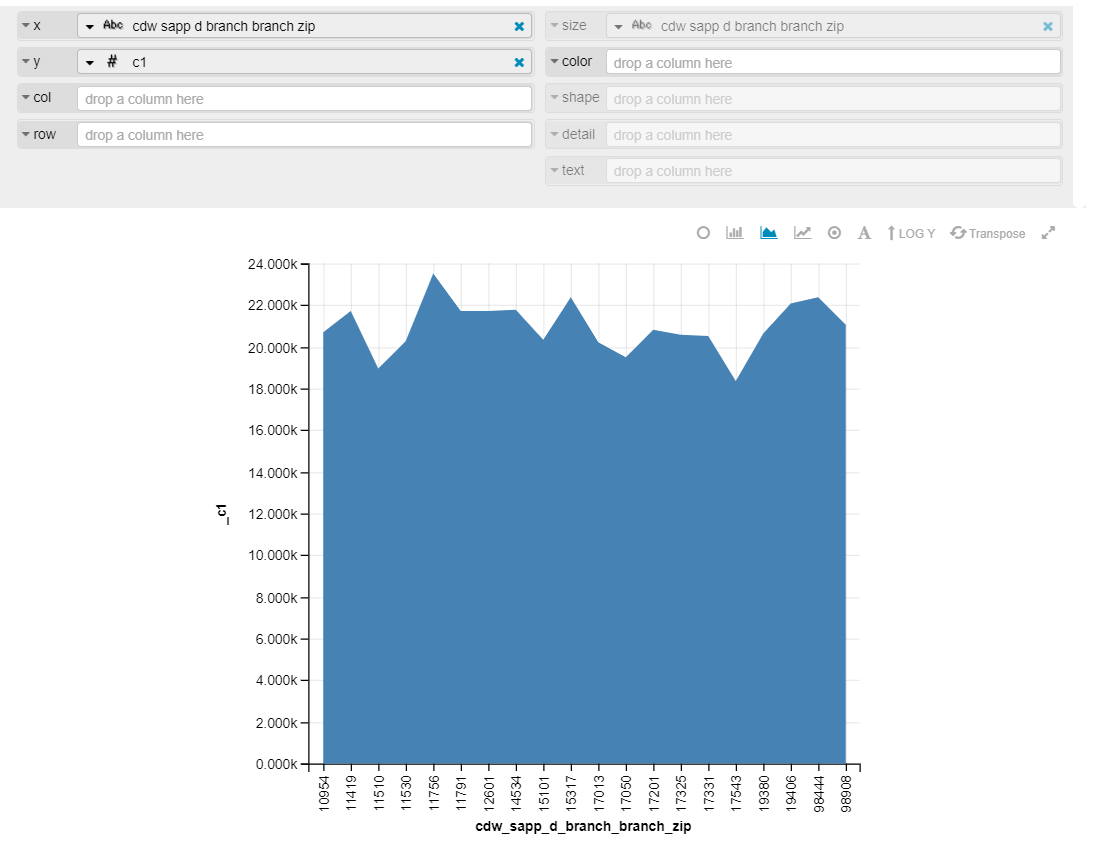 x Abc cdw sapp d branch branch zip
size Abc cdw sapp d branch branch zip
y # c1
color drop a column here
col drop a column here
shape drop a column here
row drop a column here
detail drop a column here
text drop a column here
A LOG Y Transpose
24.000k
22.000k
20.000k
18.000k
16.000k
14.000k
12.000k
10.000k
8.000k
6.000k
4.000k
2.000k
0.000k
_c1
10954 11419 11510 11530 11756 11791 12601 14534 15101 15317 17013 17050 17201 17325 17331 17543 19380 19406 98444 98908
cdw_sapp_d_branch_branch_zip